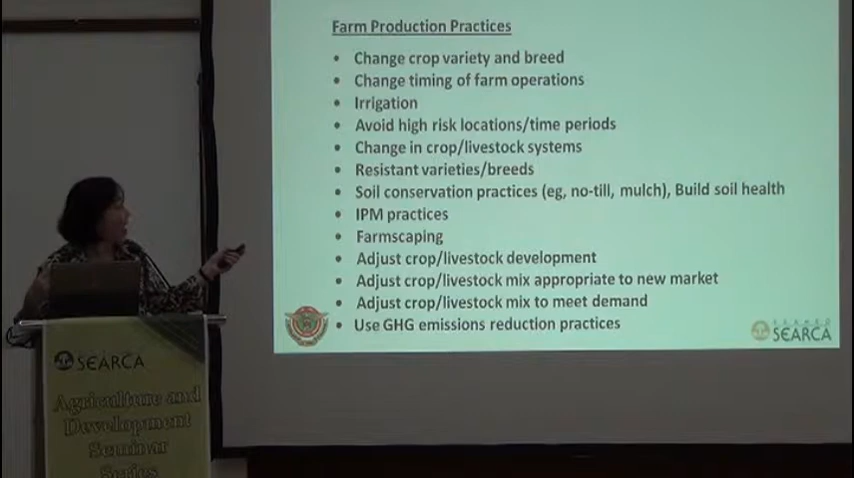 Farm Production Practices
• Change crop variety and breed
• Change timing of farm operations
• Irrigation
• Avoid high risk locations/time periods
• Change in crop/livestock systems
• Resistant varieties/breeds
• Soil conservation practices (eg, no-till, mulch), Build soil health
• IPM practices
• Farmscaping
• Adjust crop/livestock development
• Adjust crop/livestock mix appropriate to new market
• Adjust crop/livestock mix to meet demand
• Use GHG emissions reduction practices
SEARCA
SEARCA
Agriculture and
Development
Seminar
Series